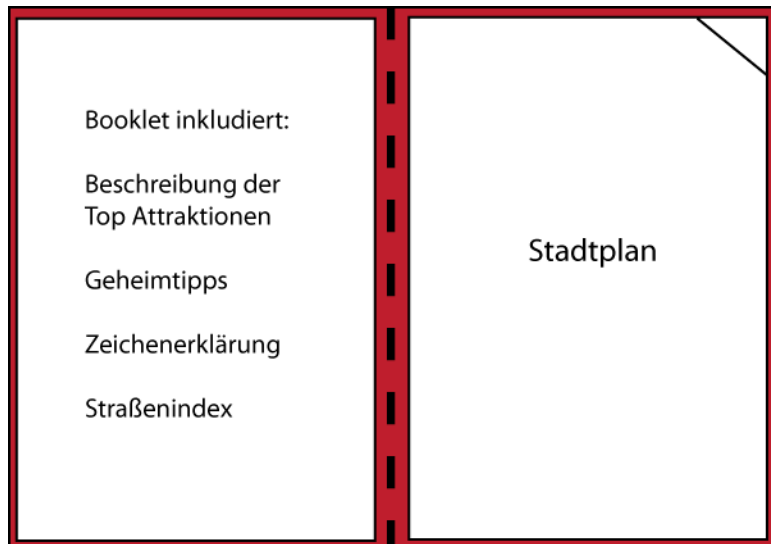 Booklet inkludiert:
Beschreibung der
Top Attraktionen
Geheimtipps
Zeichenerklärung
Straßenindex
Stadtplan